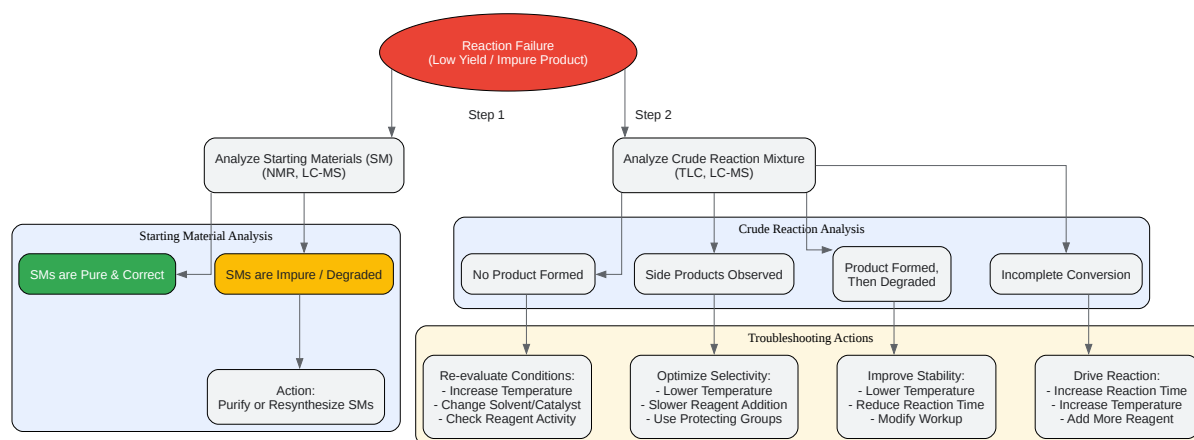 Reaction Failure
(Low Yield / Impure Product)
Step 1
Step 2
Analyze Starting Materials (SM)
(NMR, LC-MS)
Analyze Crude Reaction Mixture
(TLC, LC-MS)
Starting Material Analysis
SMs are Pure & Correct
SMs are Impure / Degraded
Action:
Purify or Resynthesize SMs
Crude Reaction Analysis
No Product Formed
Side Products Observed
Product Formed,
Then Degraded
Incomplete Conversion
Troubleshooting Actions
Re-evaluate Conditions:
- Increase Temperature
- Change Solvent/Catalyst
- Check Reagent Activity
Optimize Selectivity:
- Lower Temperature
- Slower Reagent Addition
- Use Protecting Groups
Improve Stability:
- Lower Temperature
- Reduce Reaction Time
- Modify Workup
Drive Reaction:
- Increase Reaction Time
- Increase Temperature
- Add More Reagent